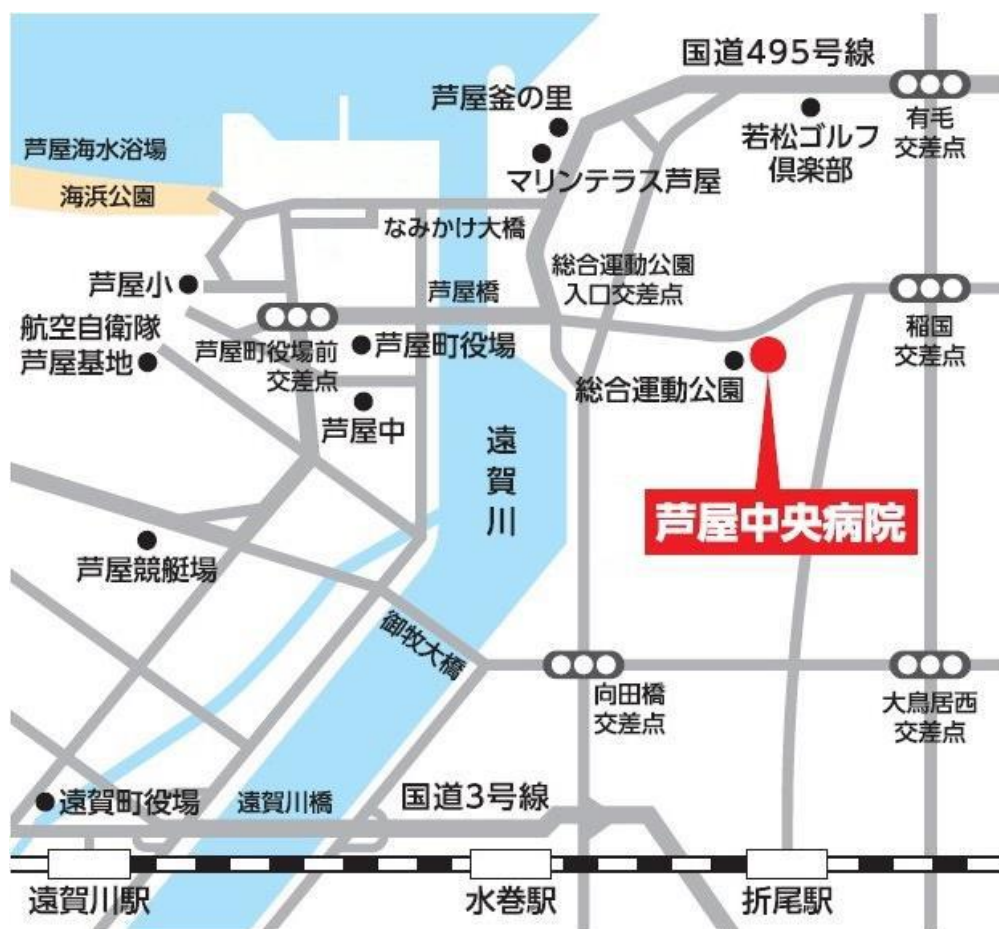 国道495号線
芦屋釜の里
有毛
交差点
若松ゴルフ
倶楽部
芦屋海水浴場
マリンテラス芦屋
海浜公園
なみかけ大橋
総合運動公園
入口交差点
芦屋小
芦屋橋
航空自衛隊
芦屋基地
芦屋町役場前
交差点
芦屋町役場
稲国
交差点
総合運動公園
芦屋中
遠賀川
芦屋中央病院
芦屋競艇場
御牧大橋
向田橋
交差点
大鳥居西
交差点
遠賀町役場
遠賀川橋
国道3号線
遠賀川駅
水巻駅
折尾駅